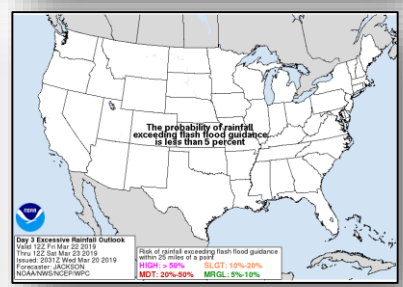 The probability of rainfall
exceeding flash flood guidance
is less than 5 percent
NOAA
Day 3 Excessive Rainfall Outlook
Valid 12Z Fri Mar 22 2019
Thru 12Z Sat Mar 23 2019
Issued: 2031Z Wed Mar 20 2019
Forecaster: JACKSON
NOAA/NWS/NCEP/WPC
Risk of rainfall exceeding flash flood guidance
within 25 miles of a point
HIGH: > 50% SLGT: 10%-20%
MDT: 20%-50% MRGL: 5%-10%